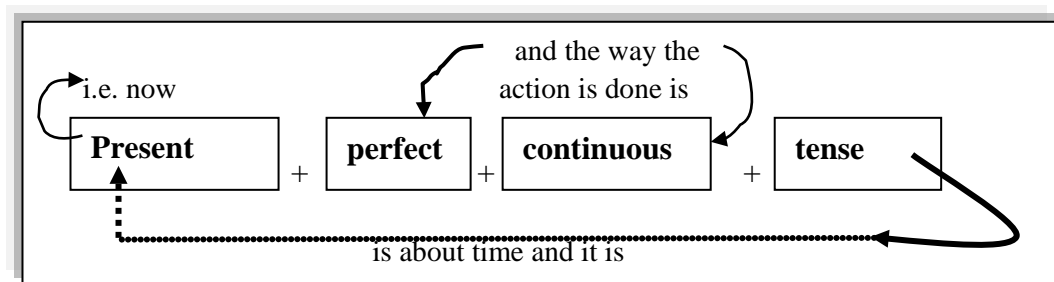 and the way the
i.e. now action is done is
Present + perfect + continuous + tense
is about time and it is